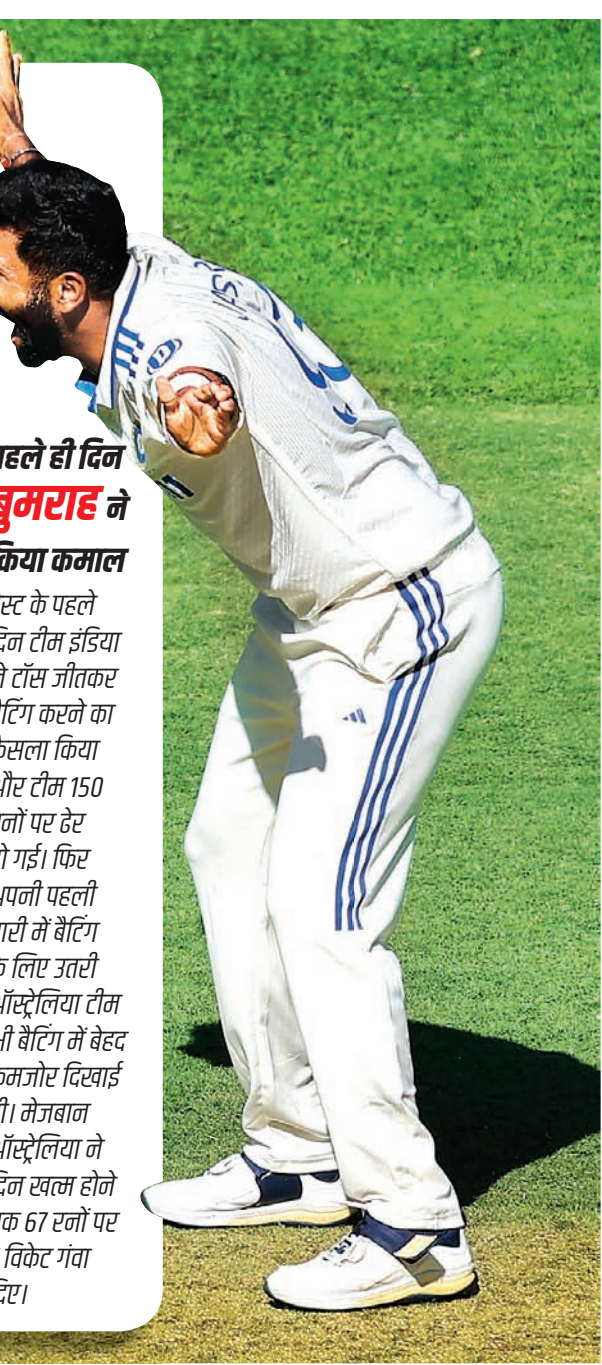 हले ही दिन
बुमराह ने
किया कमाल
स्ट के पहले
दिन टीम इंडिया
ने टॉस जीतकर
बैटिंग करने का
फैसला किया
और टीम 150
रनों पर ढेर
हो गई। फिर
अपनी पहली
पारी में बैटिंग
के लिए उतरी
ऑस्ट्रेलिया टीम
भी बैटिंग में बेहद
कमजोर दिखाई
दी। मेजबान
ऑस्ट्रेलिया ने
दिन खत्म होने
तक 67 रनों पर
विकेट गंवा
दिए।